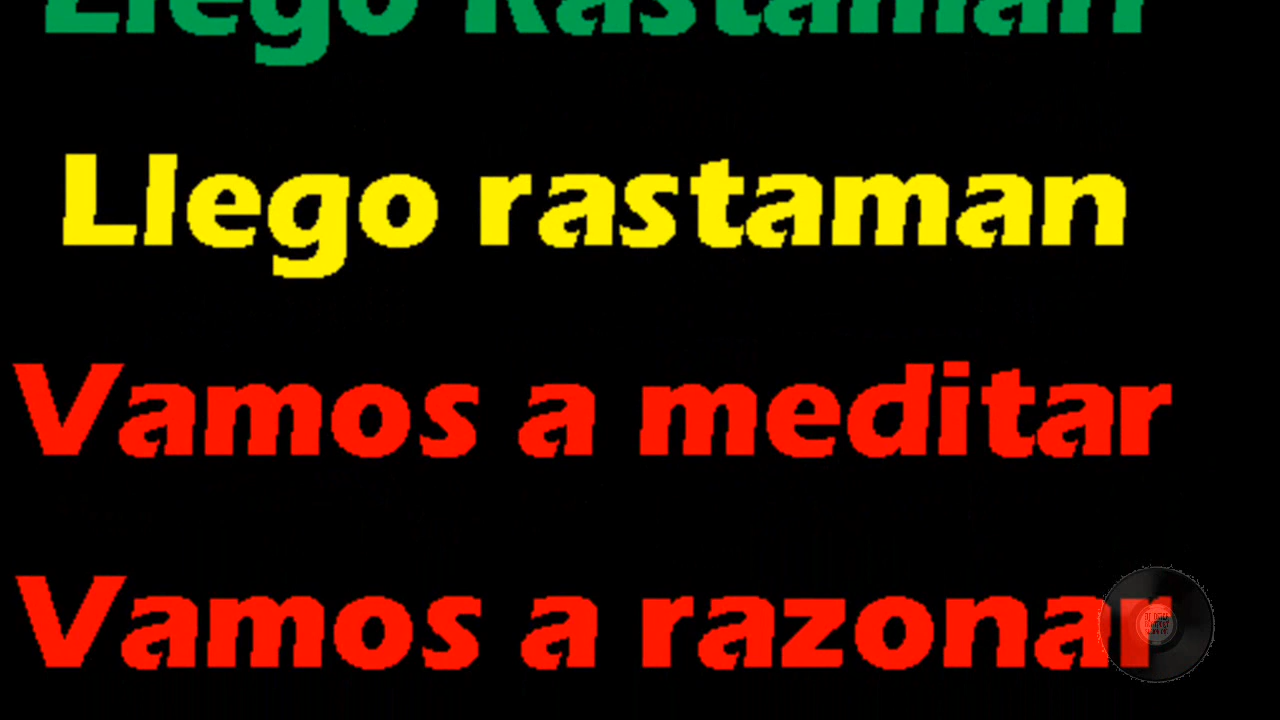 Llego Rastaman
Llego rastaman
Vamos a meditar
Vamos a razonar